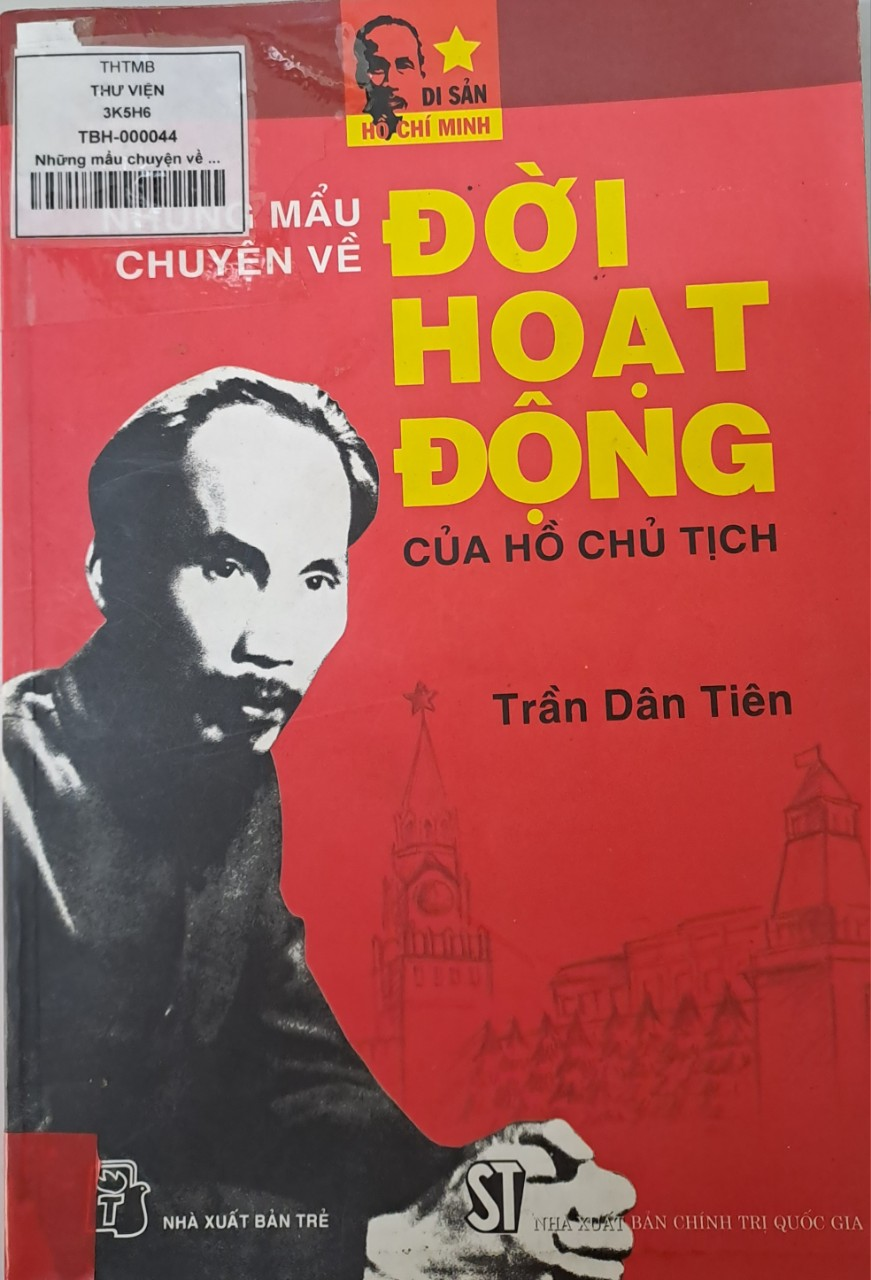 THTMB
THƯ VIỆN
3K5H6
TBH-000044
Những mẩu chuyện về ...
DI SẢN
HỒ CHÍ MINH
NHỮNG MẨU
CHUYỆN VỀ
ĐỜI
HOẠT
ĐỘNG
CỦA HỒ CHỦ TỊCH
Trần Dân Tiên
T
NHÀ XUẤT BẢN TRẺ
ST
NHÀ XUẤT BẢN CHÍNH TRỊ QUỐC GIA